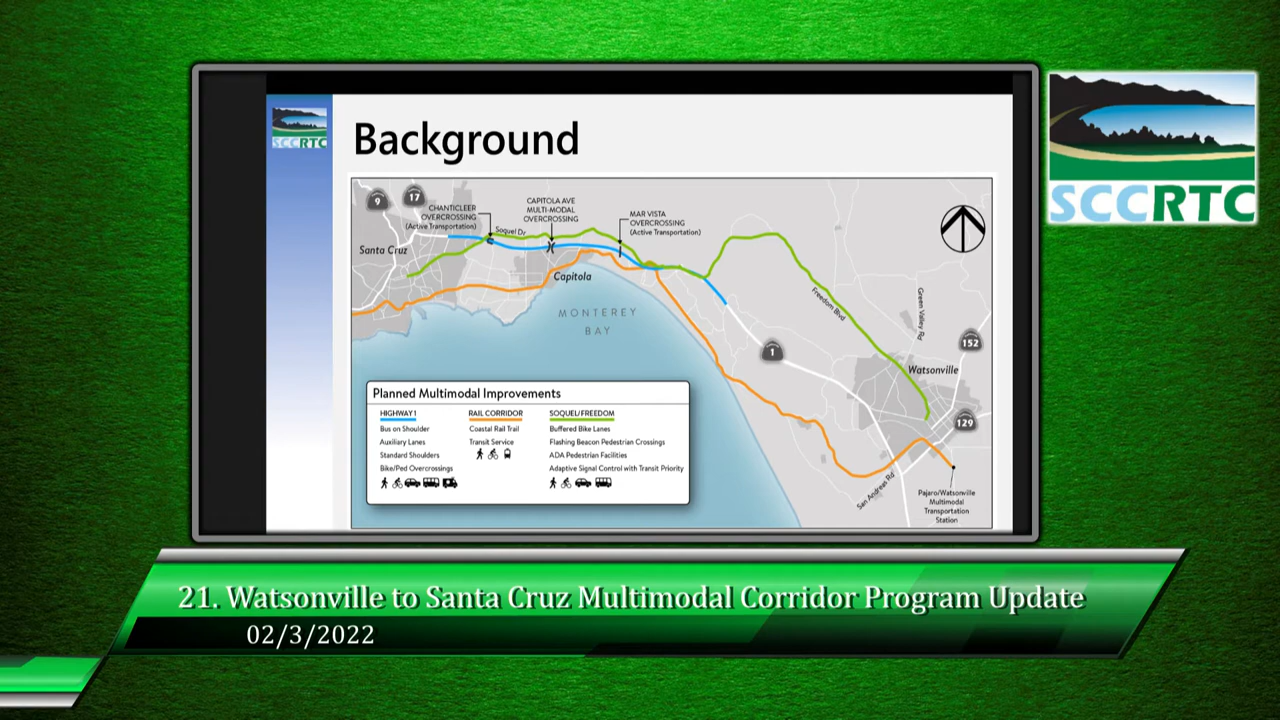 SCCRTC
Background
SCCRTC
9
17
CHANTICLEER
OVERCROSSING
(Active Transportation)
Soquel Dr
CAPITOLA AVE
MULTI-MODAL
OVERCROSSING
MAR VISTA
OVERCROSSING
(Active Transportation)
Santa Cruz
Capitola
MONTEREY
BAY
Freedom Blvd
Green Valley Rd
1
152
Watsonville
129
San Andreas Rd
Pajaro/Watsonville
Multimodal
Transportation
Station
Planned Multimodal Improvements
HIGHWAY 1
Bus on Shoulder
Auxiliary Lanes
Standard Shoulders
Bike/Ped Overcrossings
RAIL CORRIDOR
Coastal Rail Trail
Transit Service
SOQUEL/FREEDOM
Buffered Bike Lanes
Flashing Beacon Pedestrian Crossings
ADA Pedestrian Facilities
Adaptive Signal Control with Transit Priority
21. Watsonville to Santa Cruz Multimodal Corridor Program Update
02/3/2022